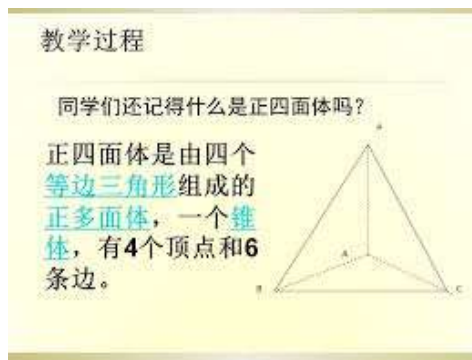 教学过程
同学们还记得什么是正四面体吗?
正四面体是由四个
等边三角形组成的
正多面体，一个锥
体，有4个顶点和6
条边。
A
B
C